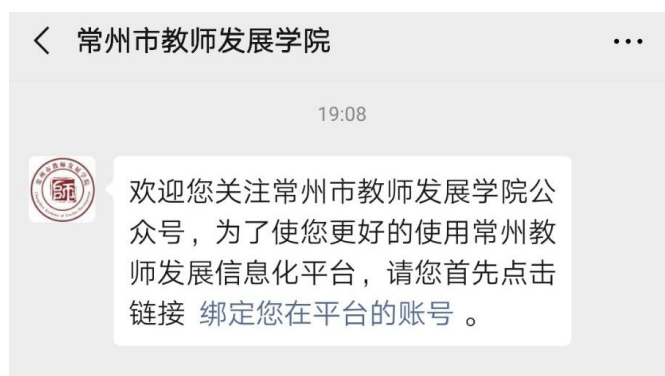 常州市教师发展学院
19:08
欢迎您关注常州市教师发展学院公
众号，为了使您更好的使用常州教
师发展信息化平台，请您首先点击
链接 绑定您在平台的账号 。